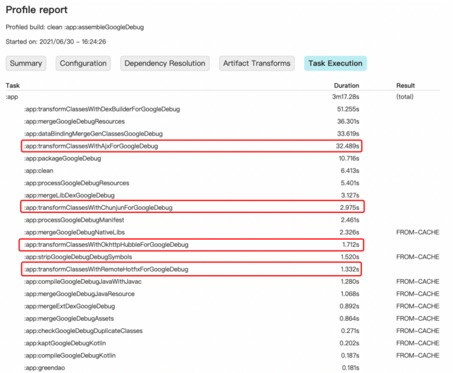 Profile report
Profiled build: clean :app:assembleGoogleDebug
Started on: 2021/06/30 - 16:24:26
Summary Configuration Dependency Resolution Artifact Transforms Task Execution
Task Duration Result
:app 3m17.28s (total)
:app:transformClassesWithDexBuilderForGoogleDebug 51.255s
:app:mergeGoogleDebugResources 36.301s
:app:dataBindingMergeGenClassesGoogleDebug 33.619s
:app:transformClassesWithAjxForGoogleDebug 32.489s
:app:packageGoogleDebug 10.716s
:app:clean 6.413s
:app:processGoogleDebugResources 5.401s
:app:mergeLibDexGoogleDebug 3.127s
:app:transformClassesWithChunjunForGoogleDebug 2.975s
:app:processGoogleDebugManifest 2.461s
:app:mergeGoogleDebugNativeLibs 2.326s FROM-CACHE
:app:transformClassesWithOkhttpHubbleForGoogleDebug 1.712s
:app:stripGoogleDebugDebugSymbols 1.520s FROM-CACHE
:app:transformClassesWithRemoteHotfixForGoogleDebug 1.332s
:app:compileGoogleDebugJavaWithJavac 1.280s FROM-CACHE
:app:mergeGoogleDebugJavaResource 1.068s FROM-CACHE
:app:mergeExtDexGoogleDebug 0.892s FROM-CACHE
:app:mergeGoogleDebugAssets 0.864s FROM-CACHE
:app:checkGoogleDebugDuplicateClasses 0.271s FROM-CACHE
:app:kaptGoogleDebugKotlin 0.202s FROM-CACHE
:app:compileGoogleDebugKotlin 0.187s FROM-CACHE
:app:greendao 0.181s